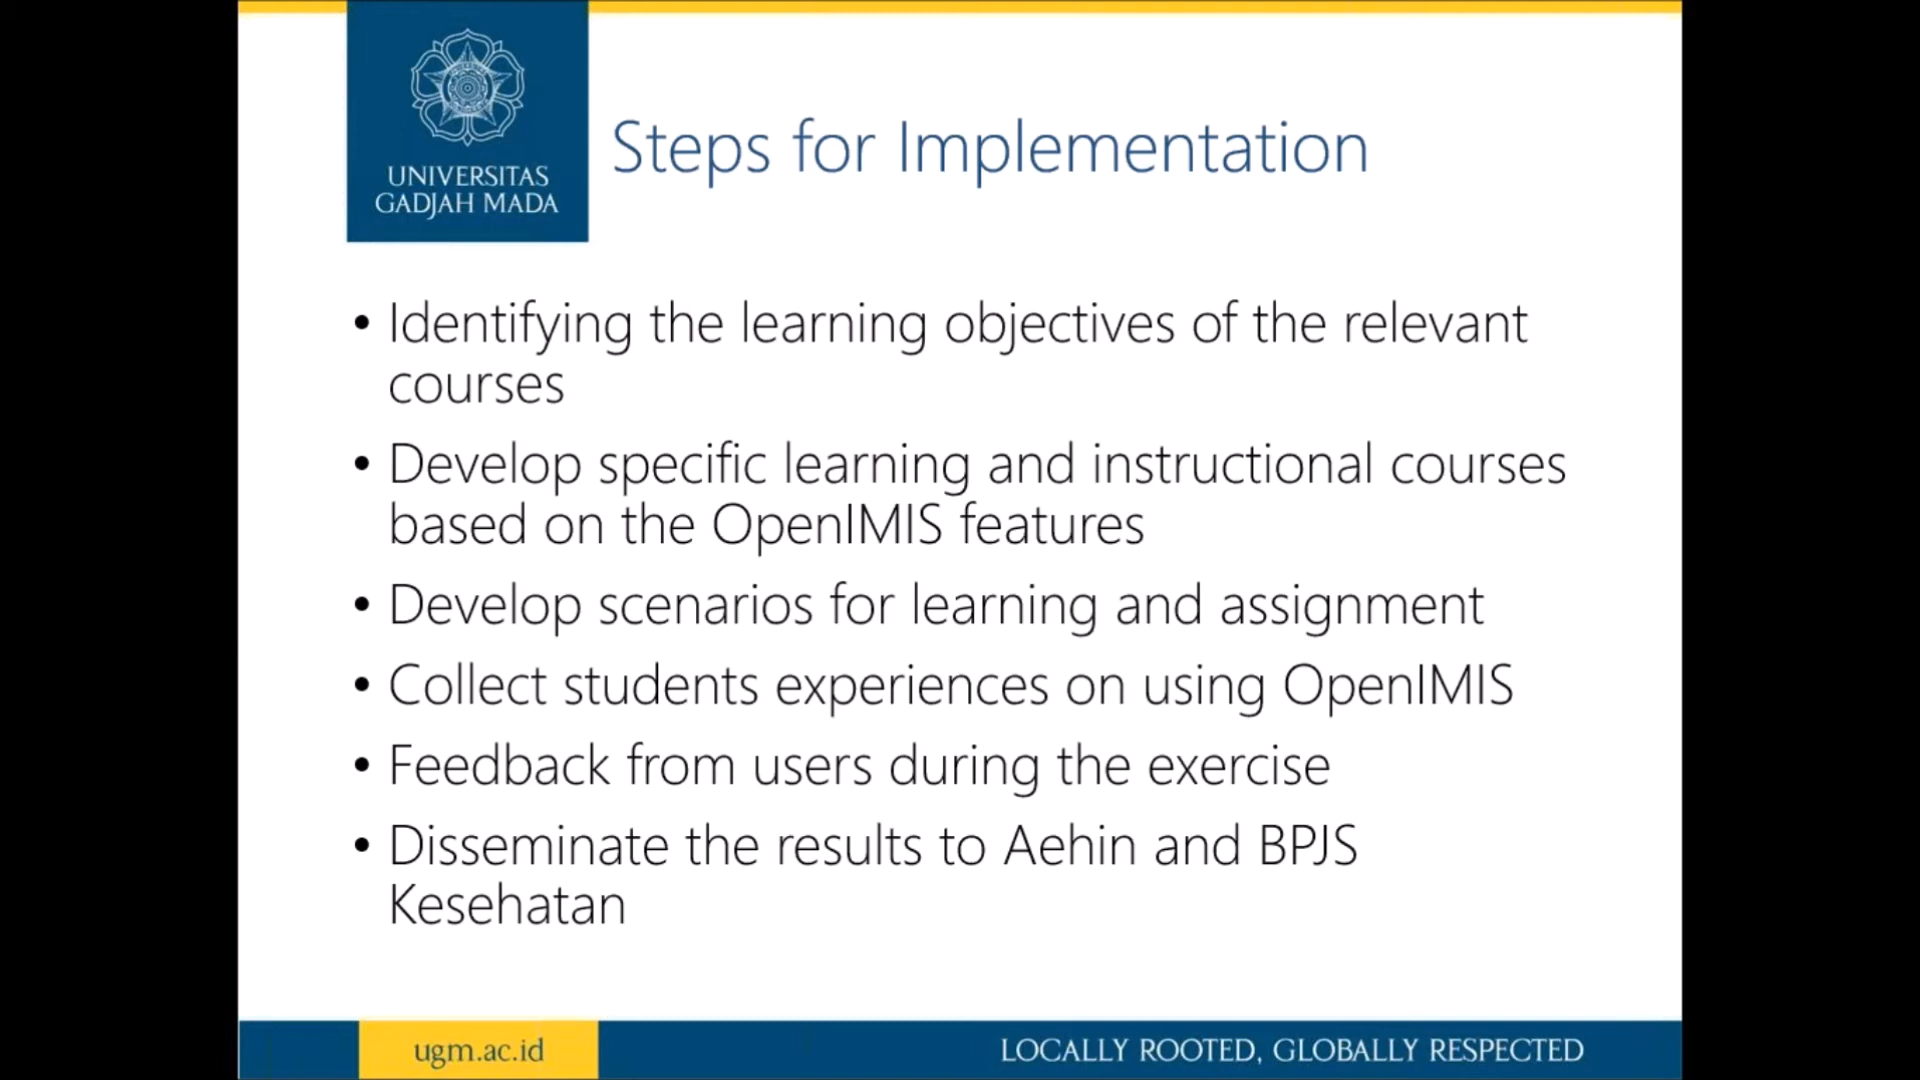 UNIVERSITAS
GADJAH MADA
Steps for Implementation
• Identifying the learning objectives of the relevant
courses
• Develop specific learning and instructional courses
based on the OpenIMIS features
• Develop scenarios for learning and assignment
• Collect students experiences on using OpenIMIS
• Feedback from users during the exercise
• Disseminate the results to Aehin and BPJS
Kesehatan
ugm.ac.id
LOCALLY ROOTED, GLOBALLY RESPECTED